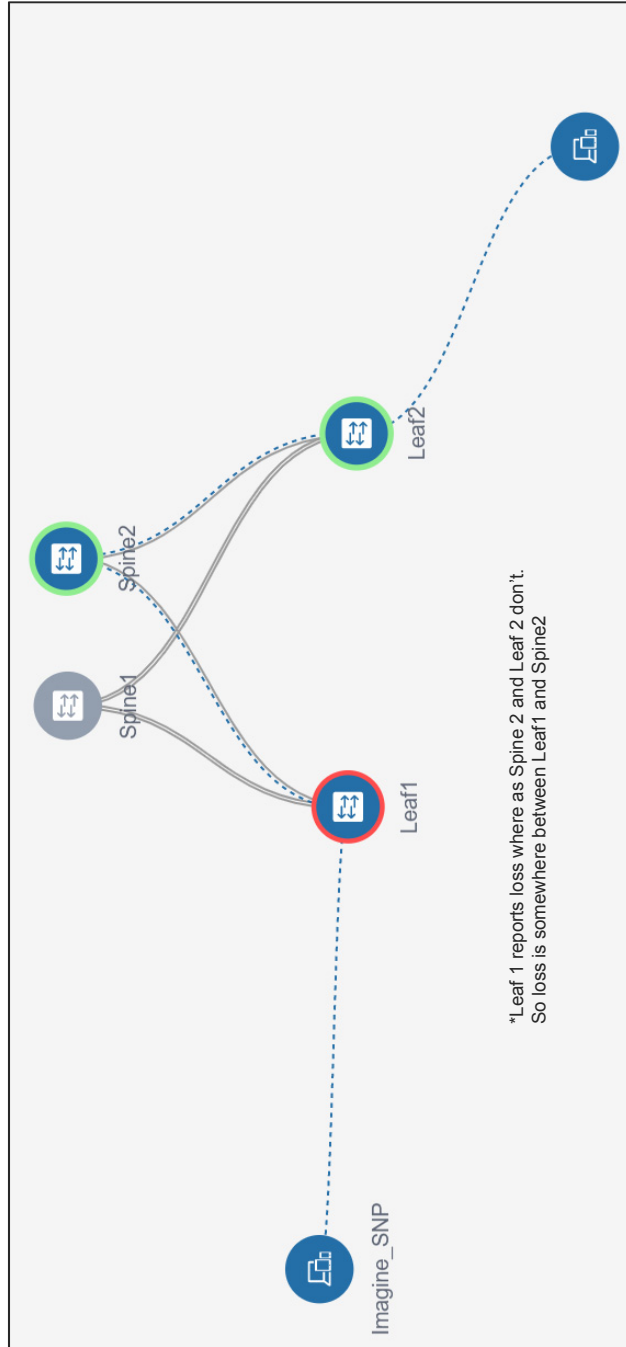 Spine1
Spine2
Leaf1
Leaf2
Imagine_SNP
*Leaf 1 reports loss where as Spine 2 and Leaf 2 don't.
So loss is somewhere between Leaf1 and Spine2